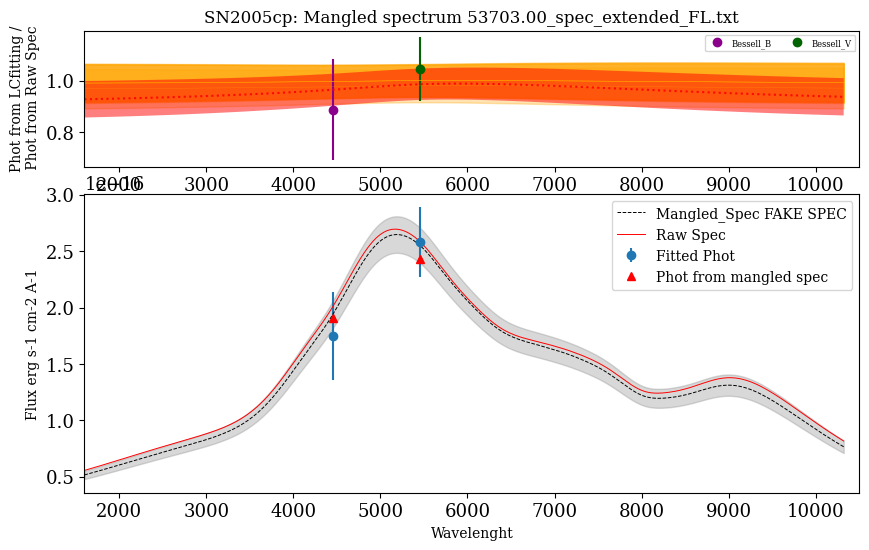 SN2005cp: Mangled spectrum 53703.00_spec_extended_FL.txt
Phot from LCfitting /
Phot from Raw Spec
Bessell_B Bessell_V
1.0
0.8
2000 3000 4000 5000 6000 7000 8000 9000 10000
1e−16
Flux erg s-1 cm-2 A-1
3.0
2.5
2.0
1.5
1.0
0.5
Mangled_Spec FAKE SPEC
Raw Spec
Fitted Phot
Phot from mangled spec
2000 3000 4000 5000 6000 7000 8000 9000 10000
Wavelenght